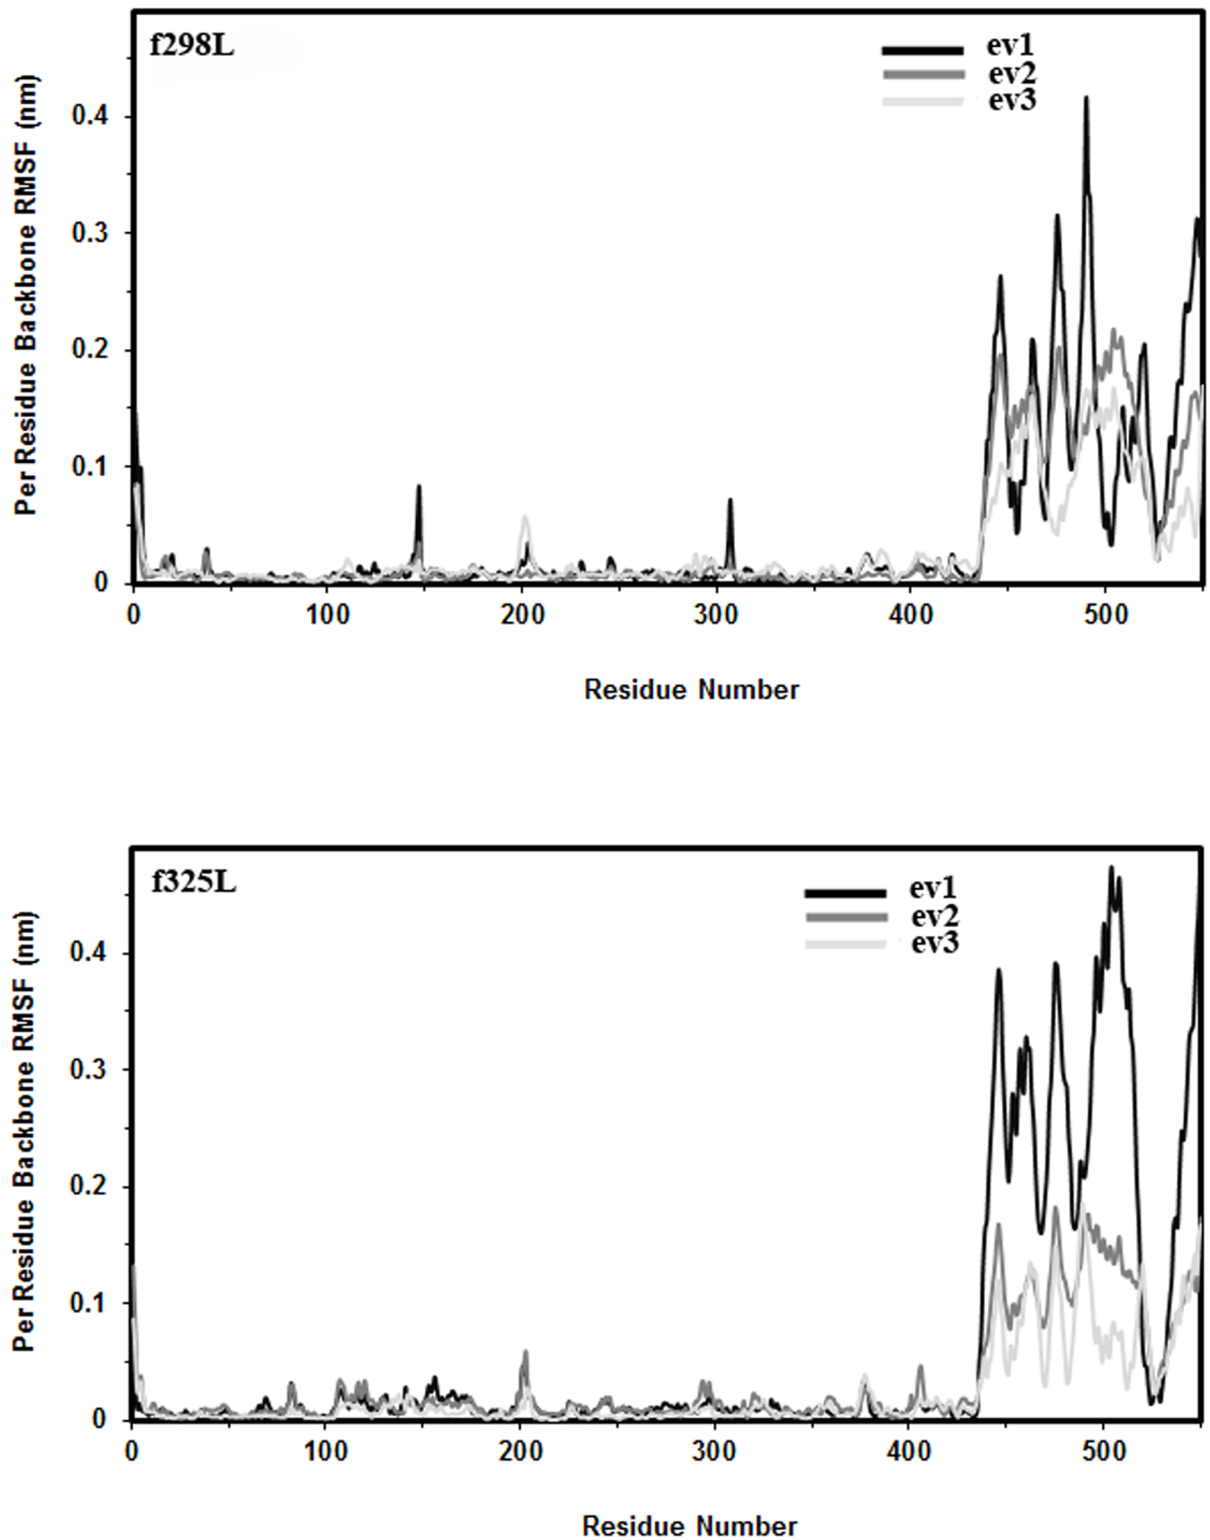 f298L
ev1
ev2
ev3
Per Residue Backbone RMSF (nm)
0.4
0.3
0.2
0.1
0
0 100 200 300 400 500
Residue Number
f325L
ev1
ev2
ev3
Per Residue Backbone RMSF (nm)
0.4
0.3
0.2
0.1
0
0 100 200 300 400 500
Residue Number